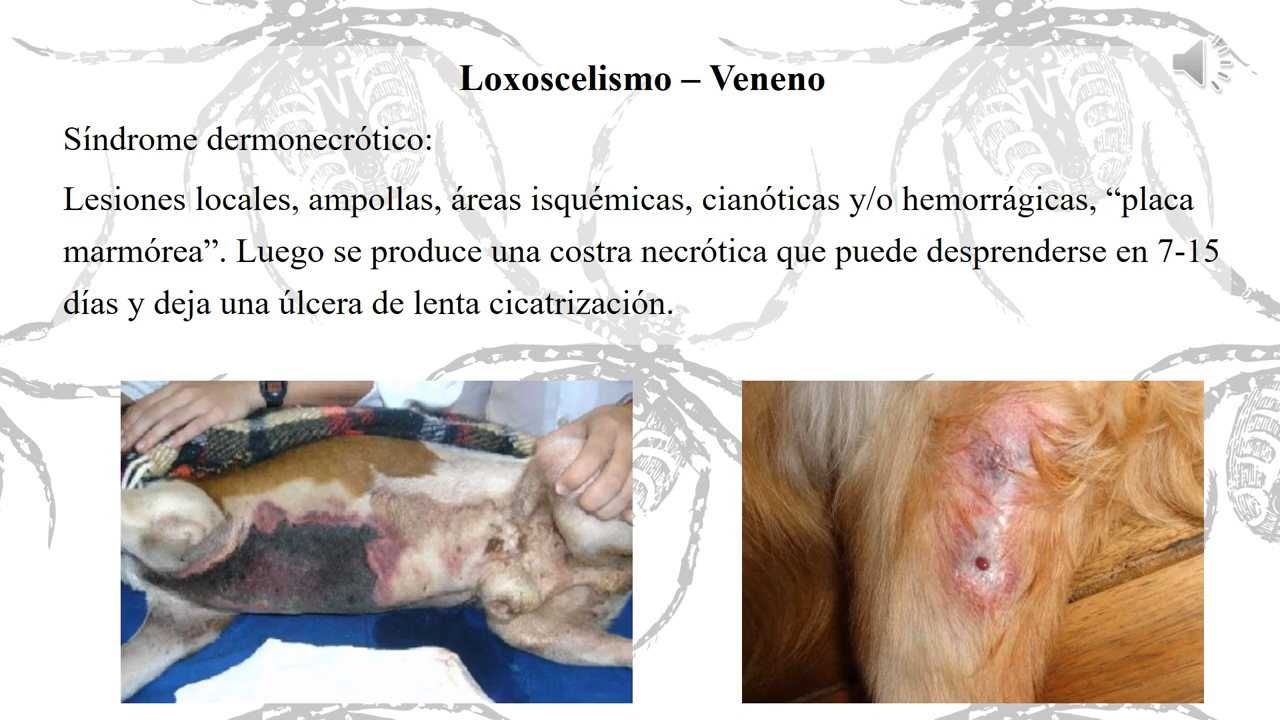 Loxoscelismo – Veneno
Síndrome dermonecrótico:
Lesiones locales, ampollas, áreas isquémicas, cianóticas y/o hemorrágicas, “placa
marmórea”. Luego se produce una costra necrótica que puede desprenderse en 7-15
días y deja una úlcera de lenta cicatrización.